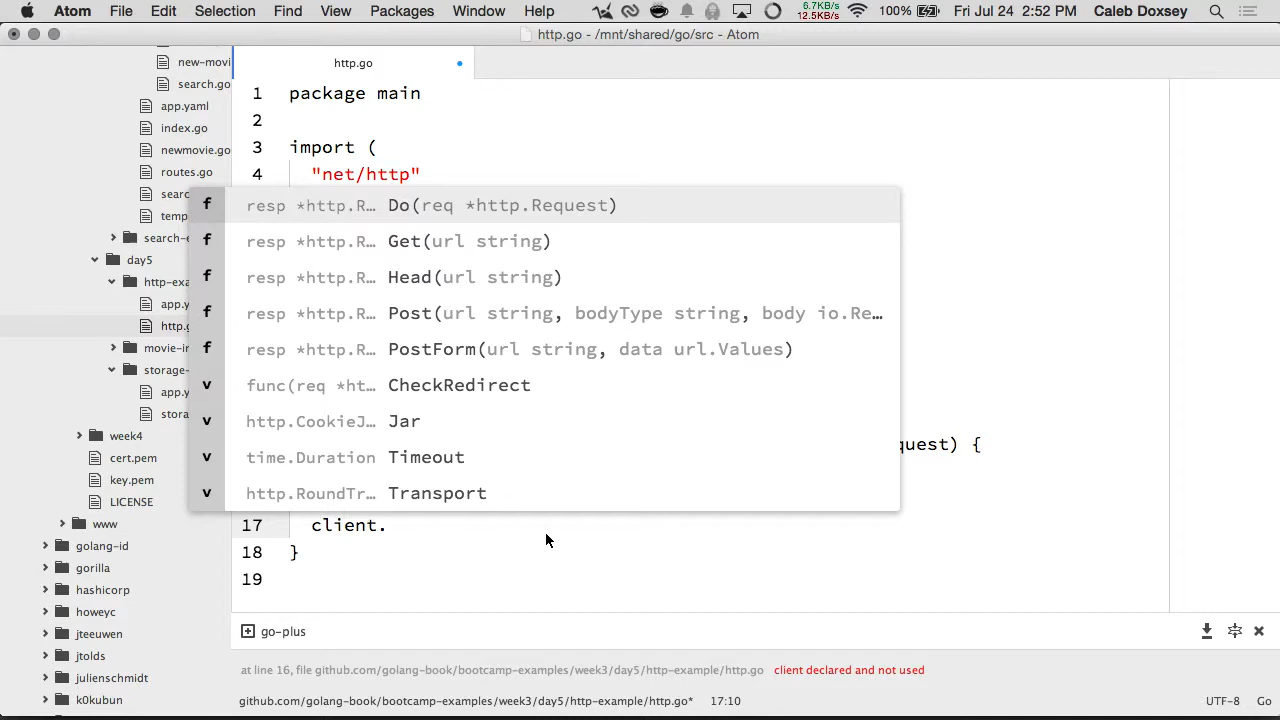 Atom File Edit Selection Find View Packages Window Help 6.7KB/s 12.5KB/s 100% Fri Jul 24 2:52 PM Caleb Doxsey
http.go - /mnt/shared/go/src - Atom
new-movi
search.go
app.yaml
index.go
newmovie.go
routes.go
searc
temp
search-e
day5
http-exa
app.y
http.g
movie-in
storage-
app.y
stora
week4
cert.pem
key.pem
LICENSE
www
golang-id
gorilla
hashicorp
howeyc
jteeuwen
jtolds
julienschmidt
k0kubun
http.go
1 package main
2
3 import (
4 "net/http"
f resp *http.R… Do(req *http.Request)
f resp *http.R… Get(url string)
f resp *http.R… Head(url string)
f resp *http.R… Post(url string, bodyType string, body io.Re…
f resp *http.R… PostForm(url string, data url.Values)
v func(req *ht… CheckRedirect
v http.CookieJ… Jar
v time.Duration Timeout
v http.RoundTr… Transport
quest) {
17 client.
18 }
19
go-plus
at line 16, file github.com/golang-book/bootcamp-examples/week3/day5/http-example/http.go client declared and not used
github.com/golang-book/bootcamp-examples/week3/day5/http-example/http.go* 17:10 UTF-8 Go